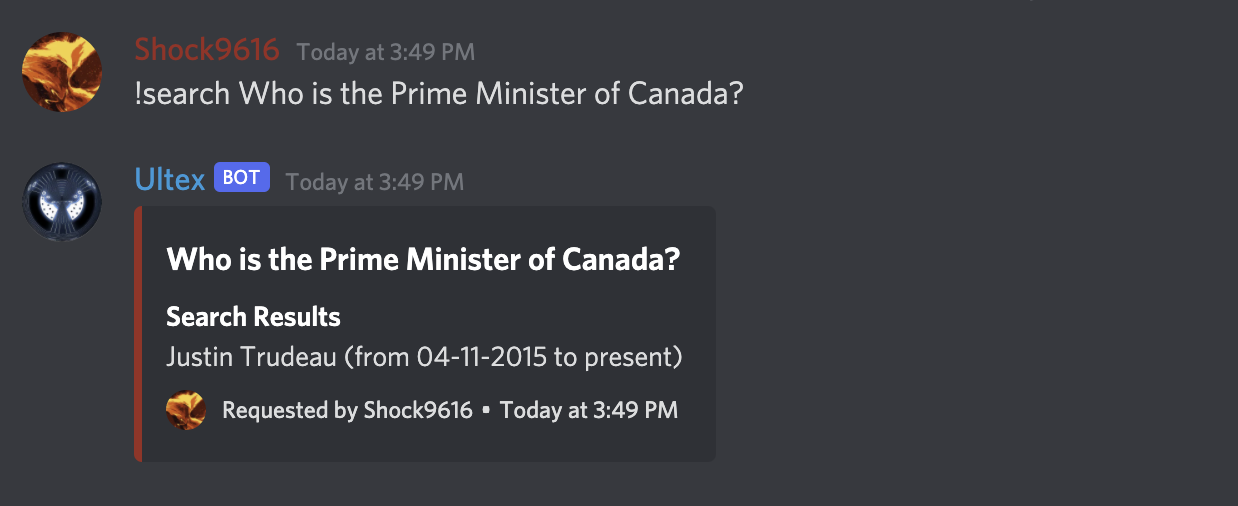 Shock9616 Today at 3:49 PM
!search Who is the Prime Minister of Canada?
Ultex BOT Today at 3:49 PM
Who is the Prime Minister of Canada?
Search Results
Justin Trudeau (from 04-11-2015 to present)
Requested by Shock9616 • Today at 3:49 PM